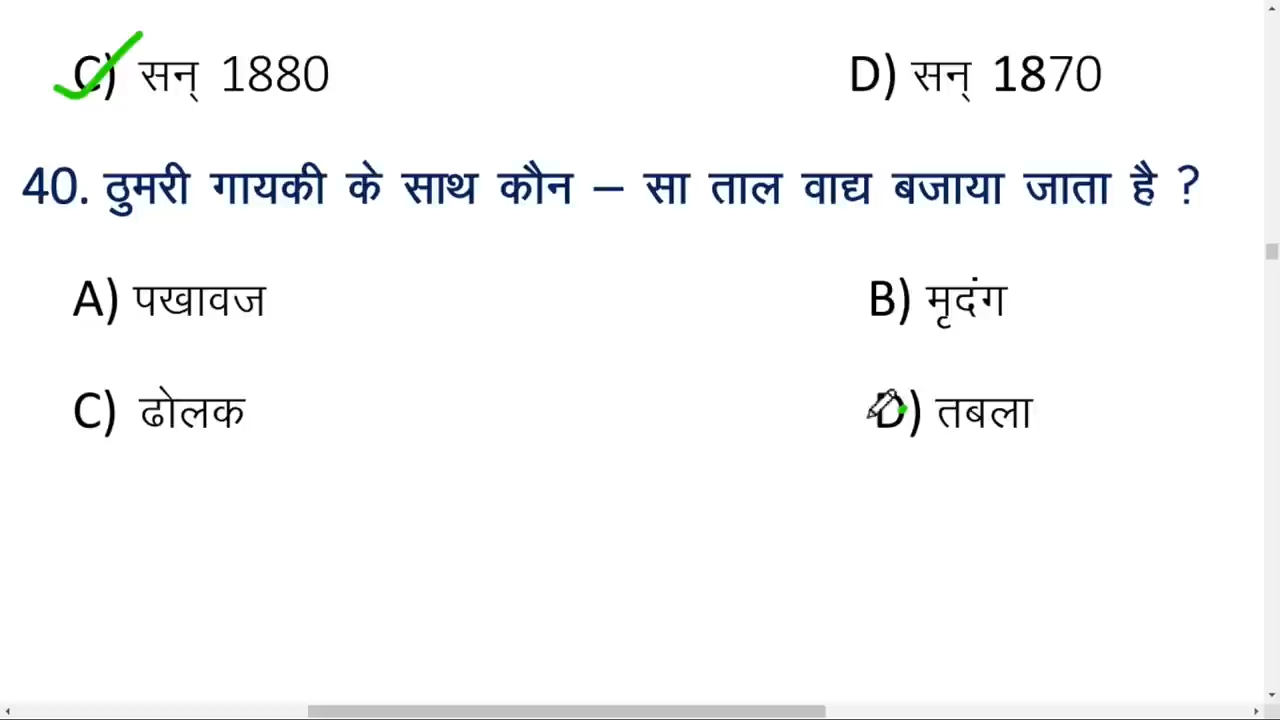 C) सन् 1880 D) सन् 1870
40. ठुमरी गायकी के साथ कौन – सा ताल वाद्य बजाया जाता है ?
A) पखावज B) मृदंग
C) ढोलक D) तबला